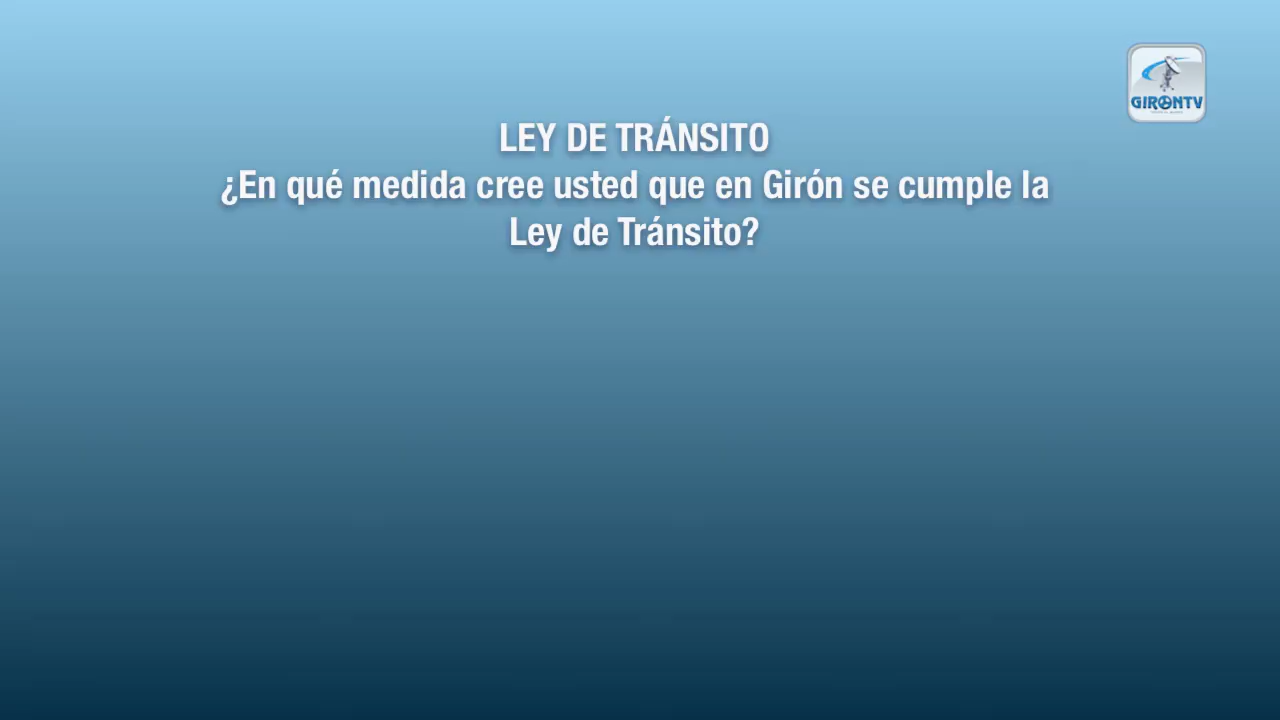 GIRONTV
LEY DE TRÁNSITO
¿En qué medida cree usted que en Girón se cumple la
Ley de Tránsito?